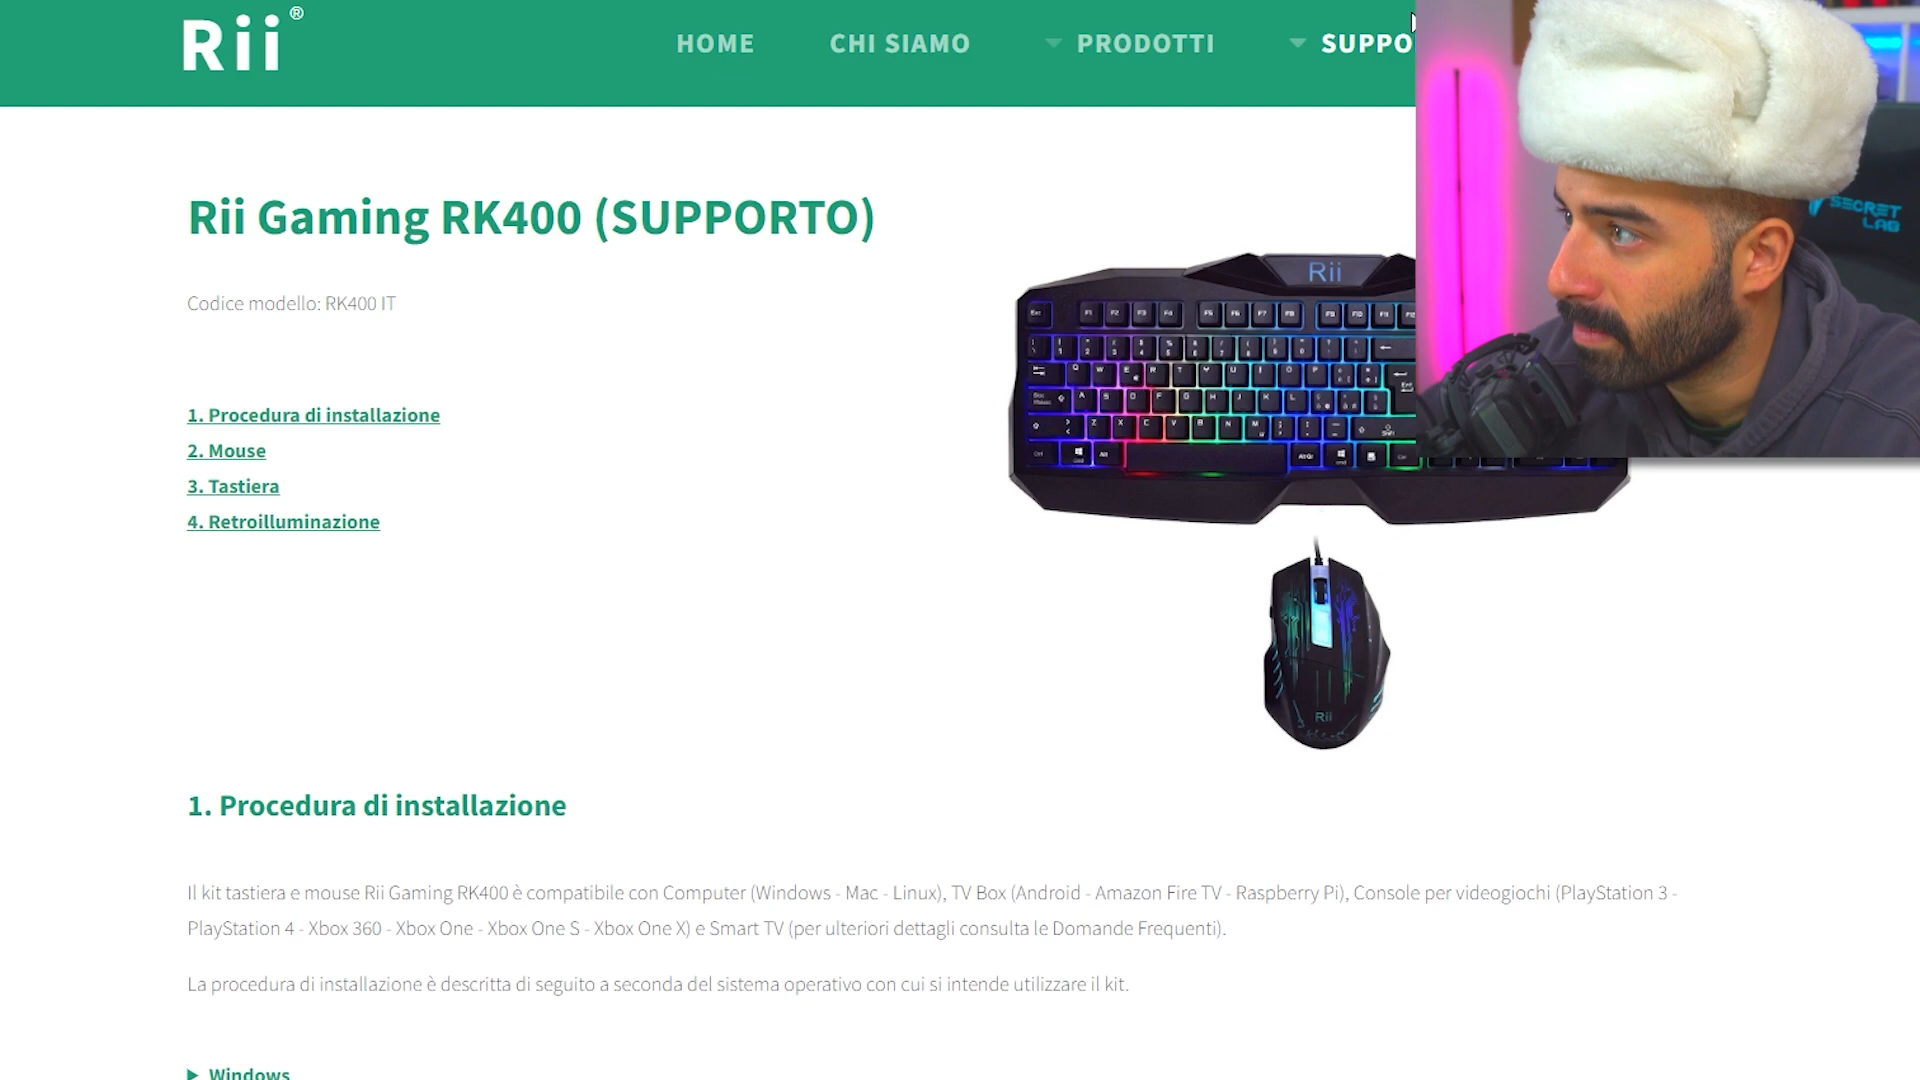 Rii®
HOME
CHI SIAMO
PRODOTTI
SUPPO
SECRET
LAB
Rii Gaming RK400 (SUPPORTO)
Codice modello: RK400 IT
Rii
1. Procedura di installazione
2. Mouse
3. Tastiera
4. Retroilluminazione
Rii
1. Procedura di installazione
Il kit tastiera e mouse Rii Gaming RK400 è compatibile con Computer (Windows - Mac - Linux), TV Box (Android - Amazon Fire TV - Raspberry Pi), Console per videogiochi (PlayStation 3 -
PlayStation 4 - Xbox 360 - Xbox One - Xbox One S - Xbox One X) e Smart TV (per ulteriori dettagli consulta le Domande Frequenti).
La procedura di installazione è descritta di seguito a seconda del sistema operativo con cui si intende utilizzare il kit.
Windows